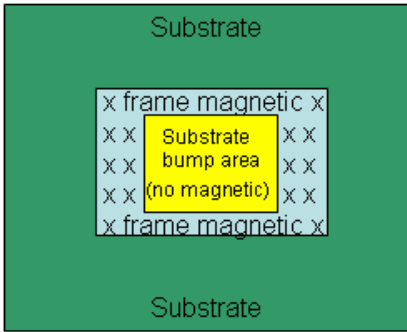 Substrate
x frame magnetic x
x x Substrate x x
bump area
x x x x
(no magnetic)
x x x x
x frame magnetic x
Substrate